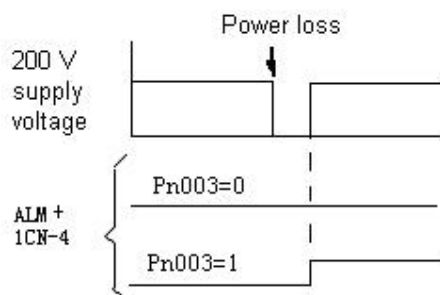 Power loss
200 V
supply
voltage
Pn003=0
ALM +
1CN-4
Pn003=1